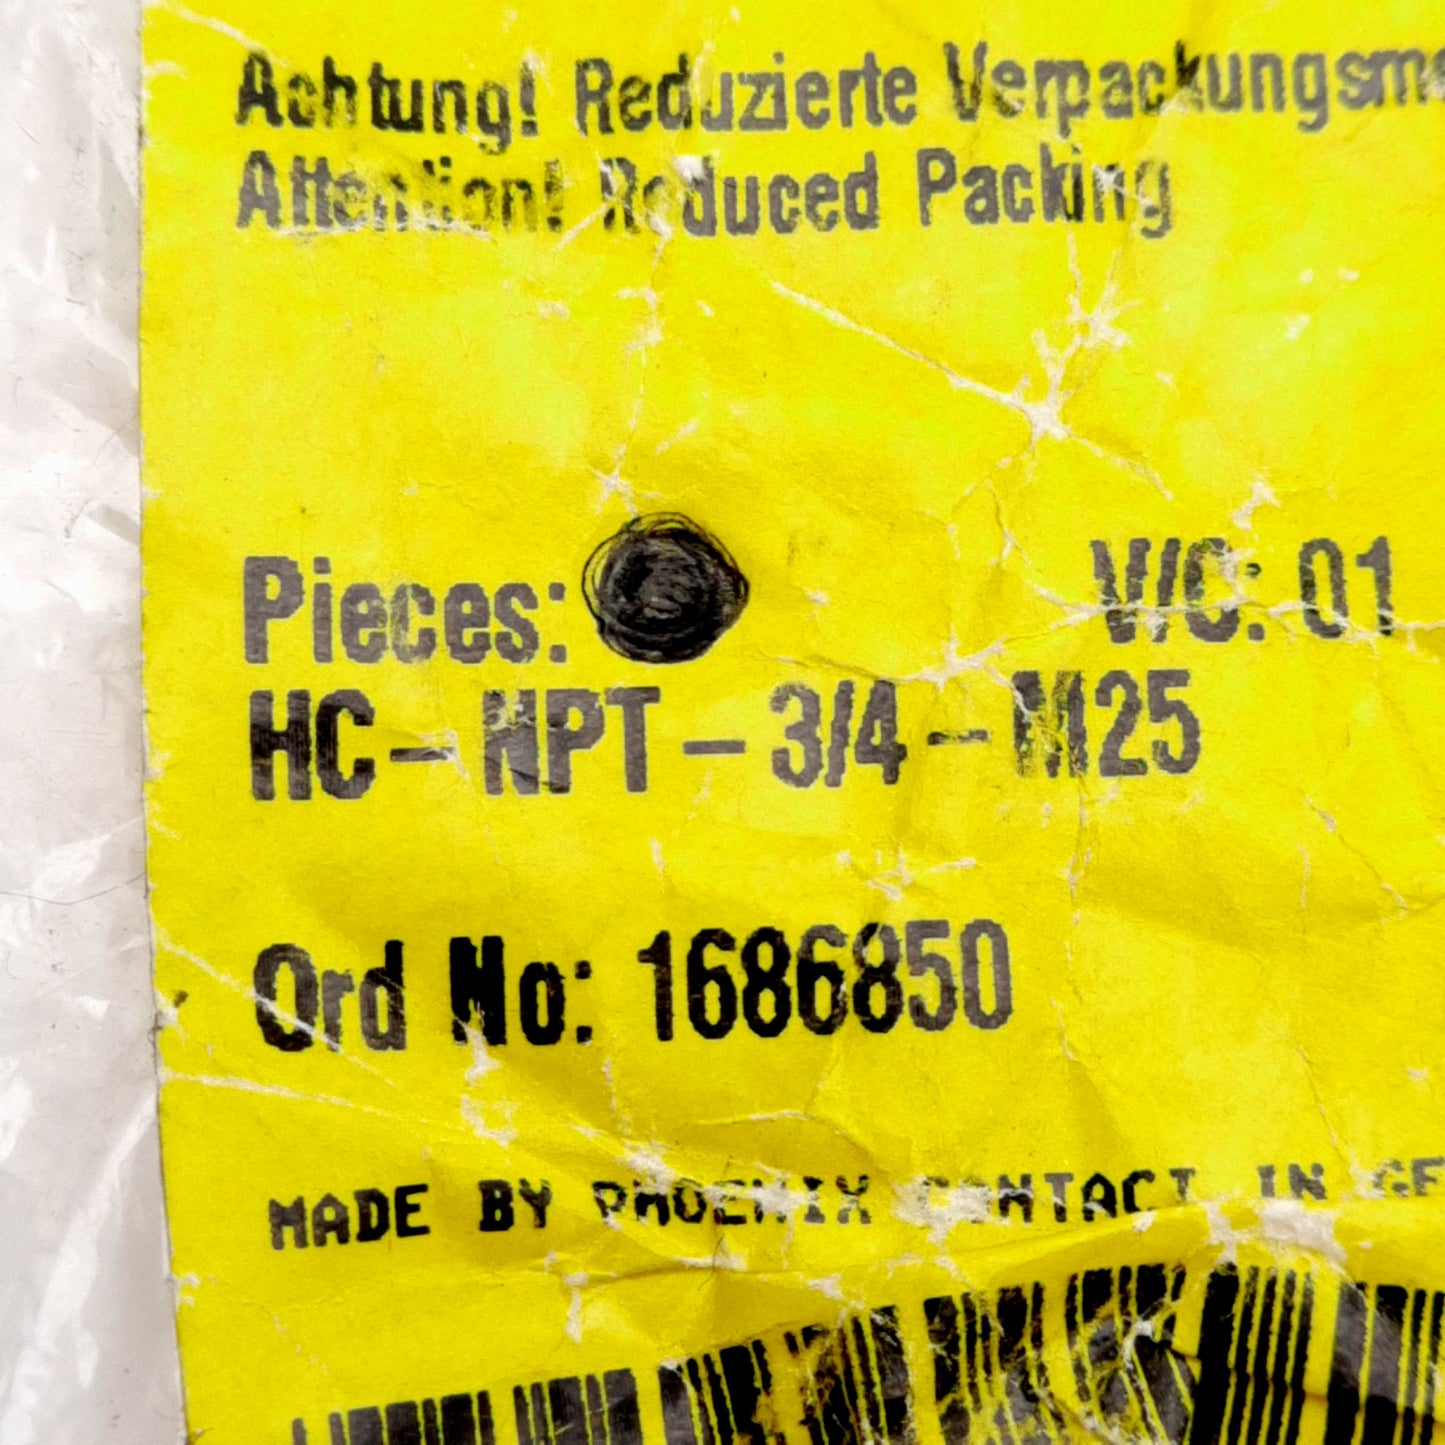 Achtung! Reduzierte Verpackungsme
Attention! Reduced Packing
Pieces: V/C: 01
HC-NPT-3/4-M25
Ord No: 1686850
MADE BY PHOENIX CONTACT IN GE